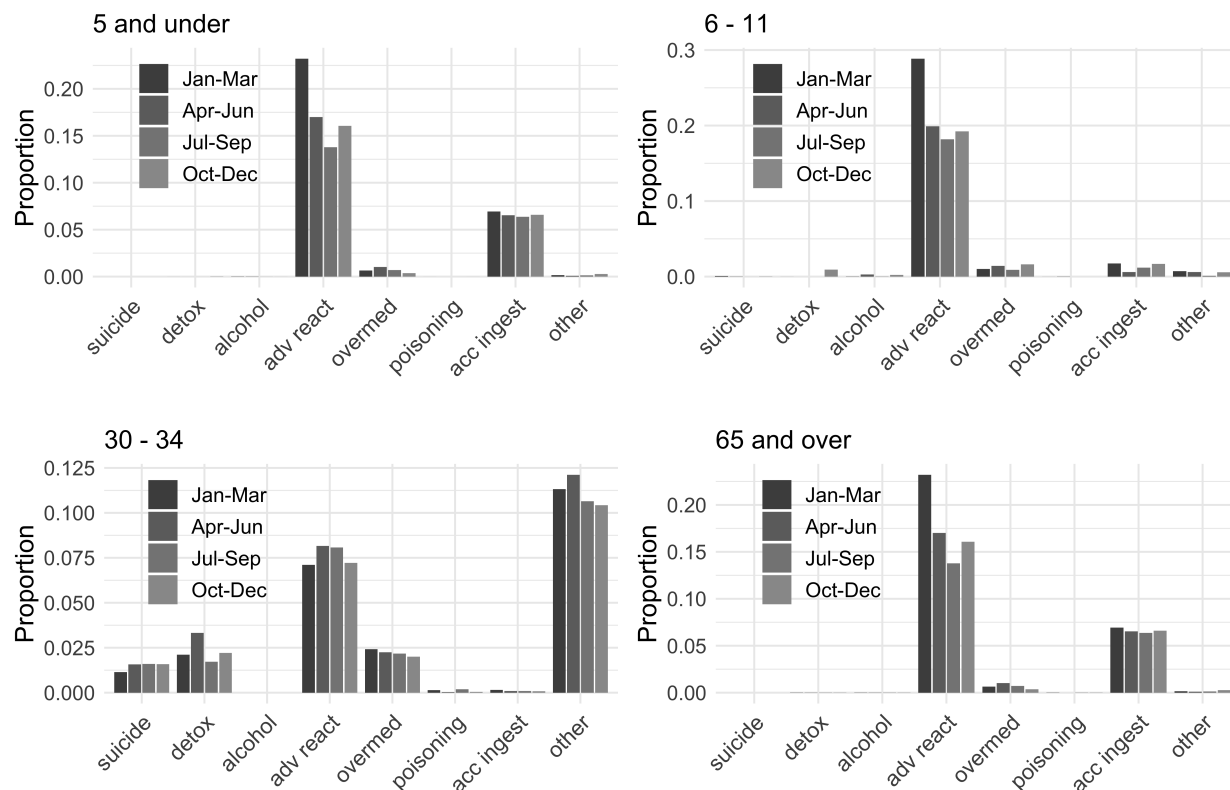 5 and under
Proportion
0.20
0.15
0.10
0.05
0.00
Jan-Mar
Apr-Jun
Jul-Sep
Oct-Dec
suicide
detox
alcohol
adv react
overmed
poisoning
acc ingest
other
6 - 11
Proportion
0.3
0.2
0.1
0.0
Jan-Mar
Apr-Jun
Jul-Sep
Oct-Dec
suicide
detox
alcohol
adv react
overmed
poisoning
acc ingest
other
30 - 34
Proportion
0.125
0.100
0.075
0.050
0.025
0.000
Jan-Mar
Apr-Jun
Jul-Sep
Oct-Dec
suicide
detox
alcohol
adv react
overmed
poisoning
acc ingest
other
65 and over
Proportion
0.20
0.15
0.10
0.05
0.00
Jan-Mar
Apr-Jun
Jul-Sep
Oct-Dec
suicide
detox
alcohol
adv react
overmed
poisoning
acc ingest
other